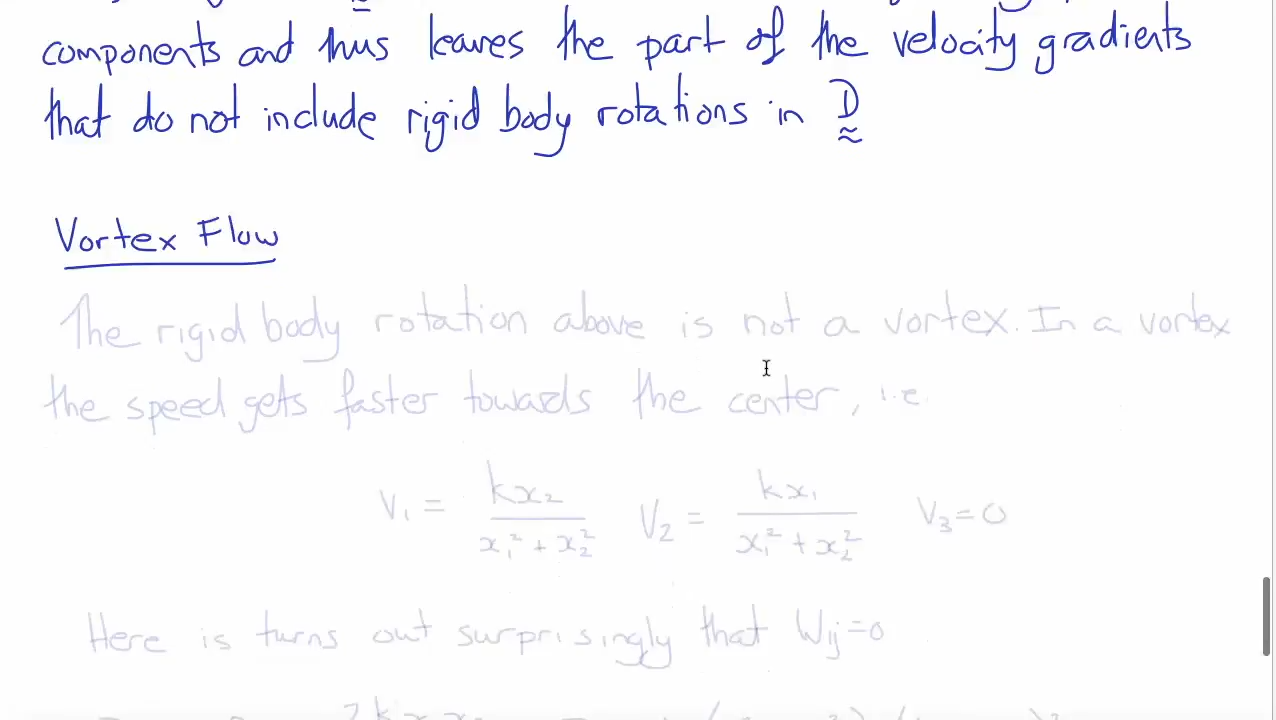 components and thus leaves the part of the velocity gradients
that do not include rigid body rotations in D
≈
Vortex Flow
The rigid body rotation above is not a vortex. In a vortex
the speed gets faster towards the center, i.e.
V₁ = kx₂ / (x₁² + x₂²) V₂ = kx₁ / (x₁² + x₂²) V₃=0
Here is turns out surprisingly that Wij=0